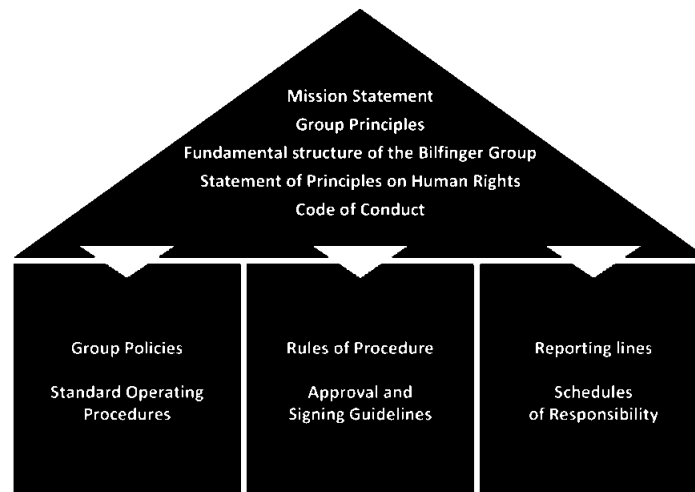 Mission Statement
Group Principles
Fundamental structure of the Bilfinger Group
Statement of Principles on Human Rights
Code of Conduct
Group Policies
Standard Operating
Procedures
Rules of Procedure
Approval and
Signing Guidelines
Reporting lines
Schedules
of Responsibility